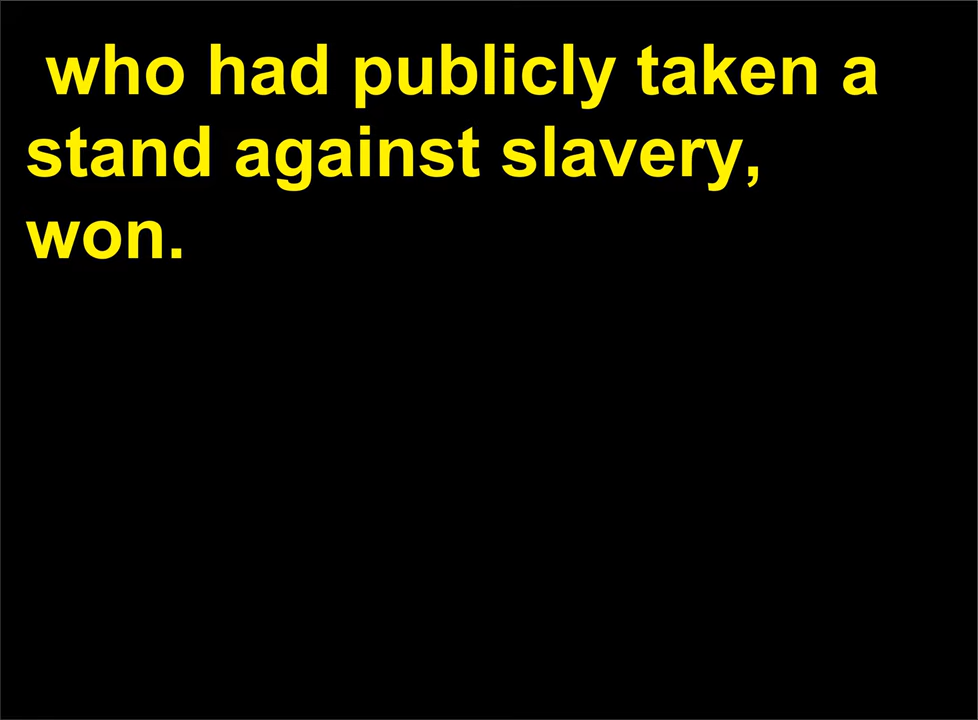 who had publicly taken a
stand against slavery,
won.